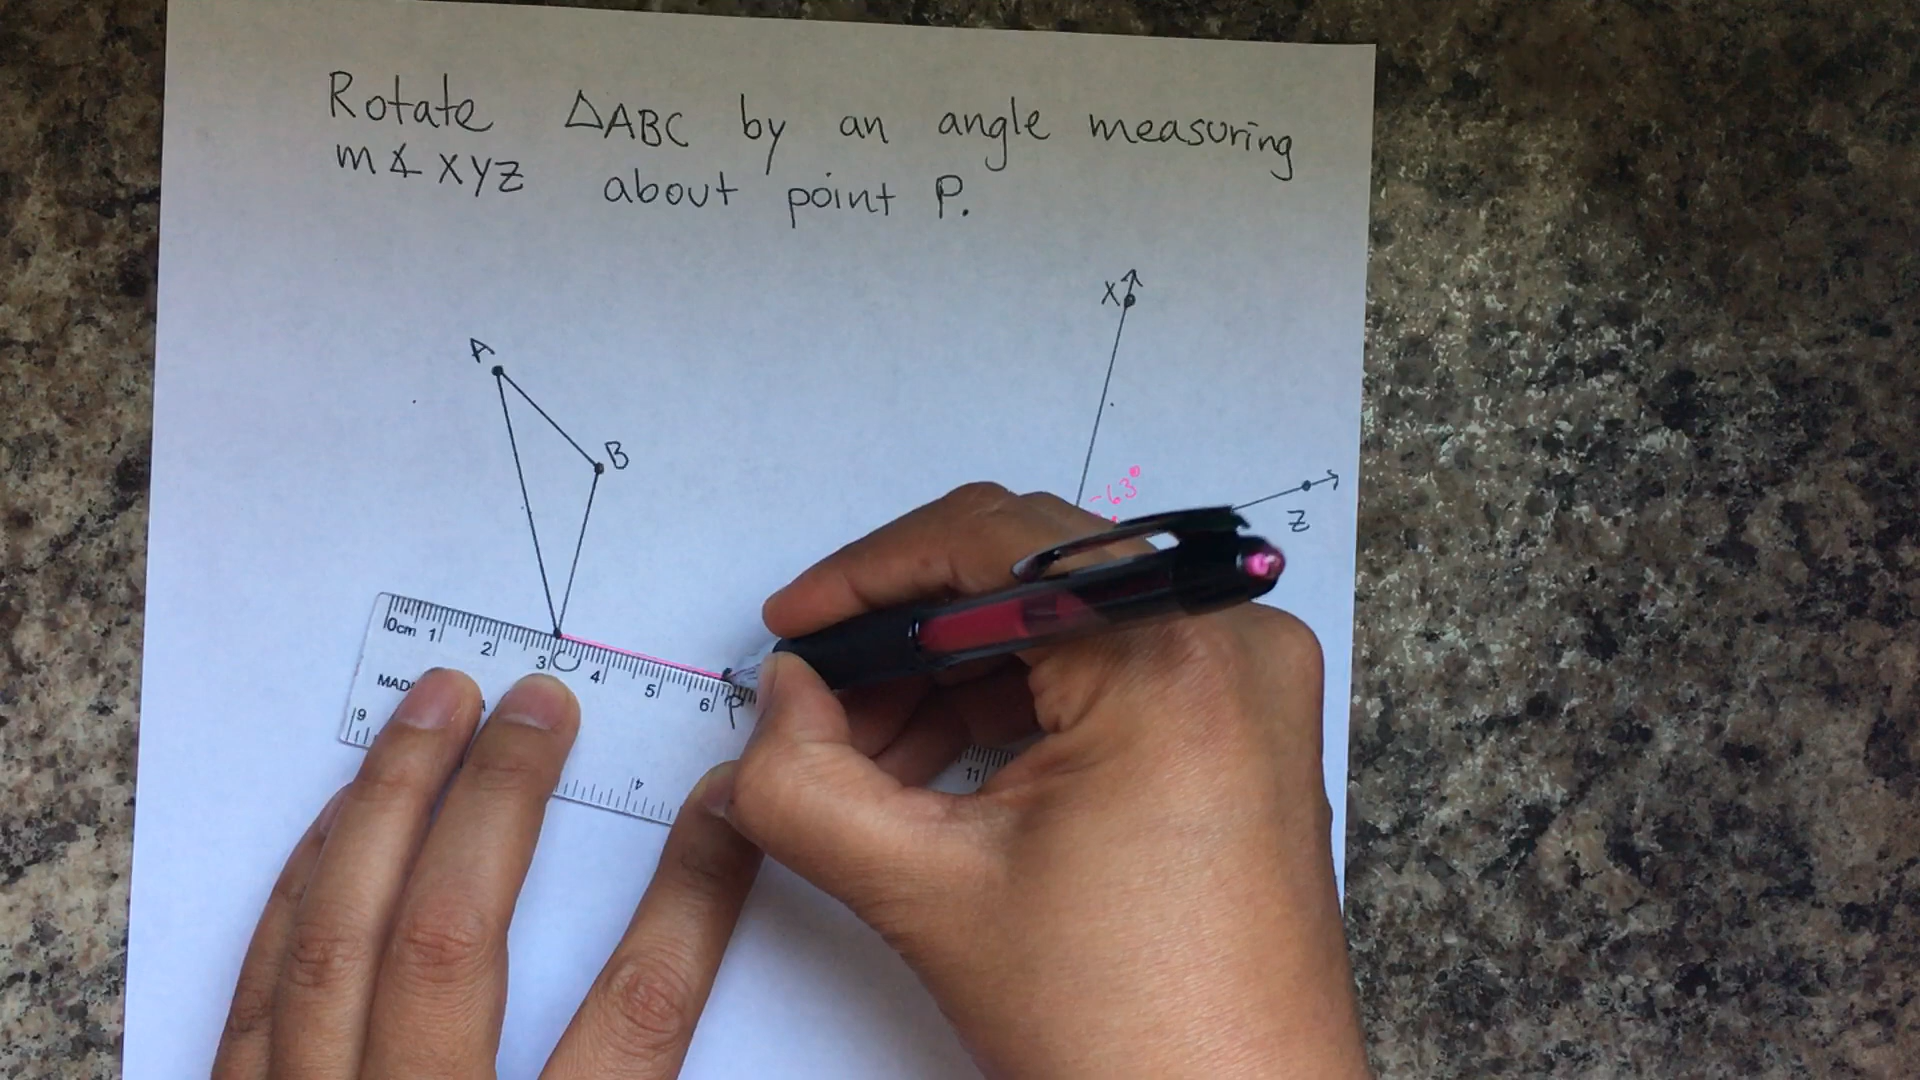 Rotate △ABC by an angle measuring
m∡XYZ about point P.
X
A
B
-63°
Z
0cm 1 2 3 C 4 5 6 P
9
4
11